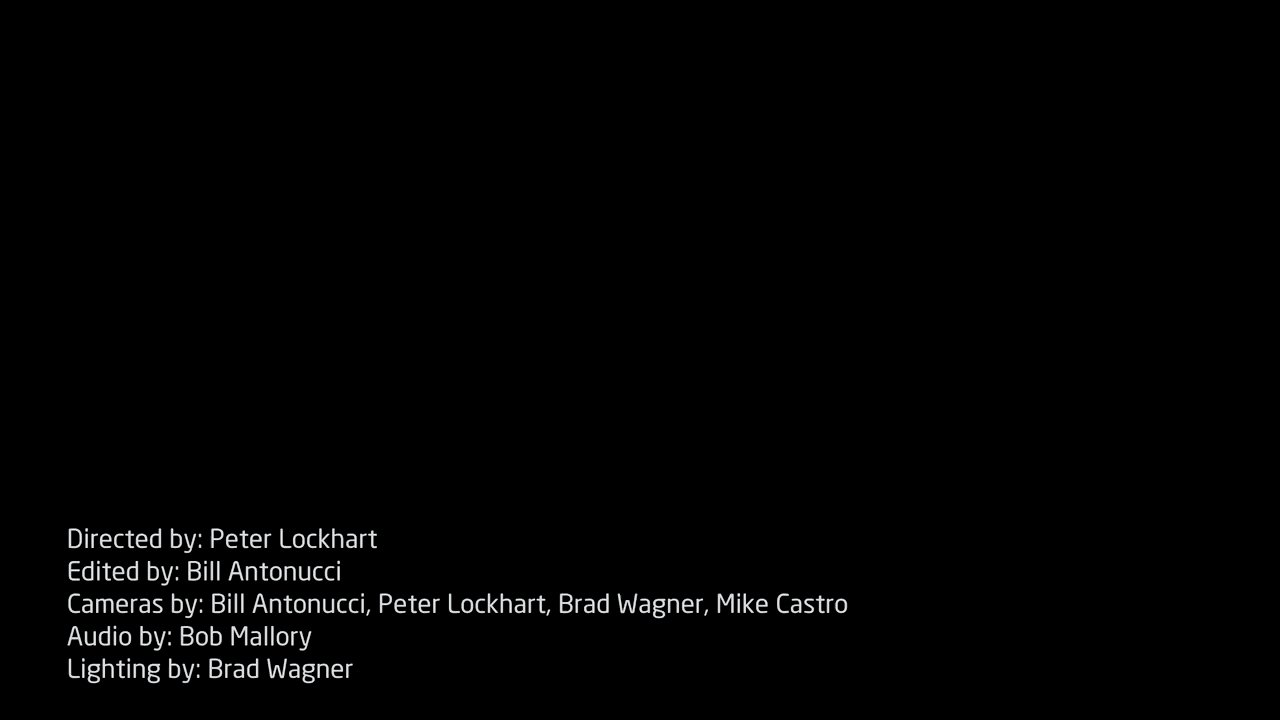 Directed by: Peter Lockhart
Edited by: Bill Antonucci
Cameras by: Bill Antonucci, Peter Lockhart, Brad Wagner, Mike Castro
Audio by: Bob Mallory
Lighting by: Brad Wagner